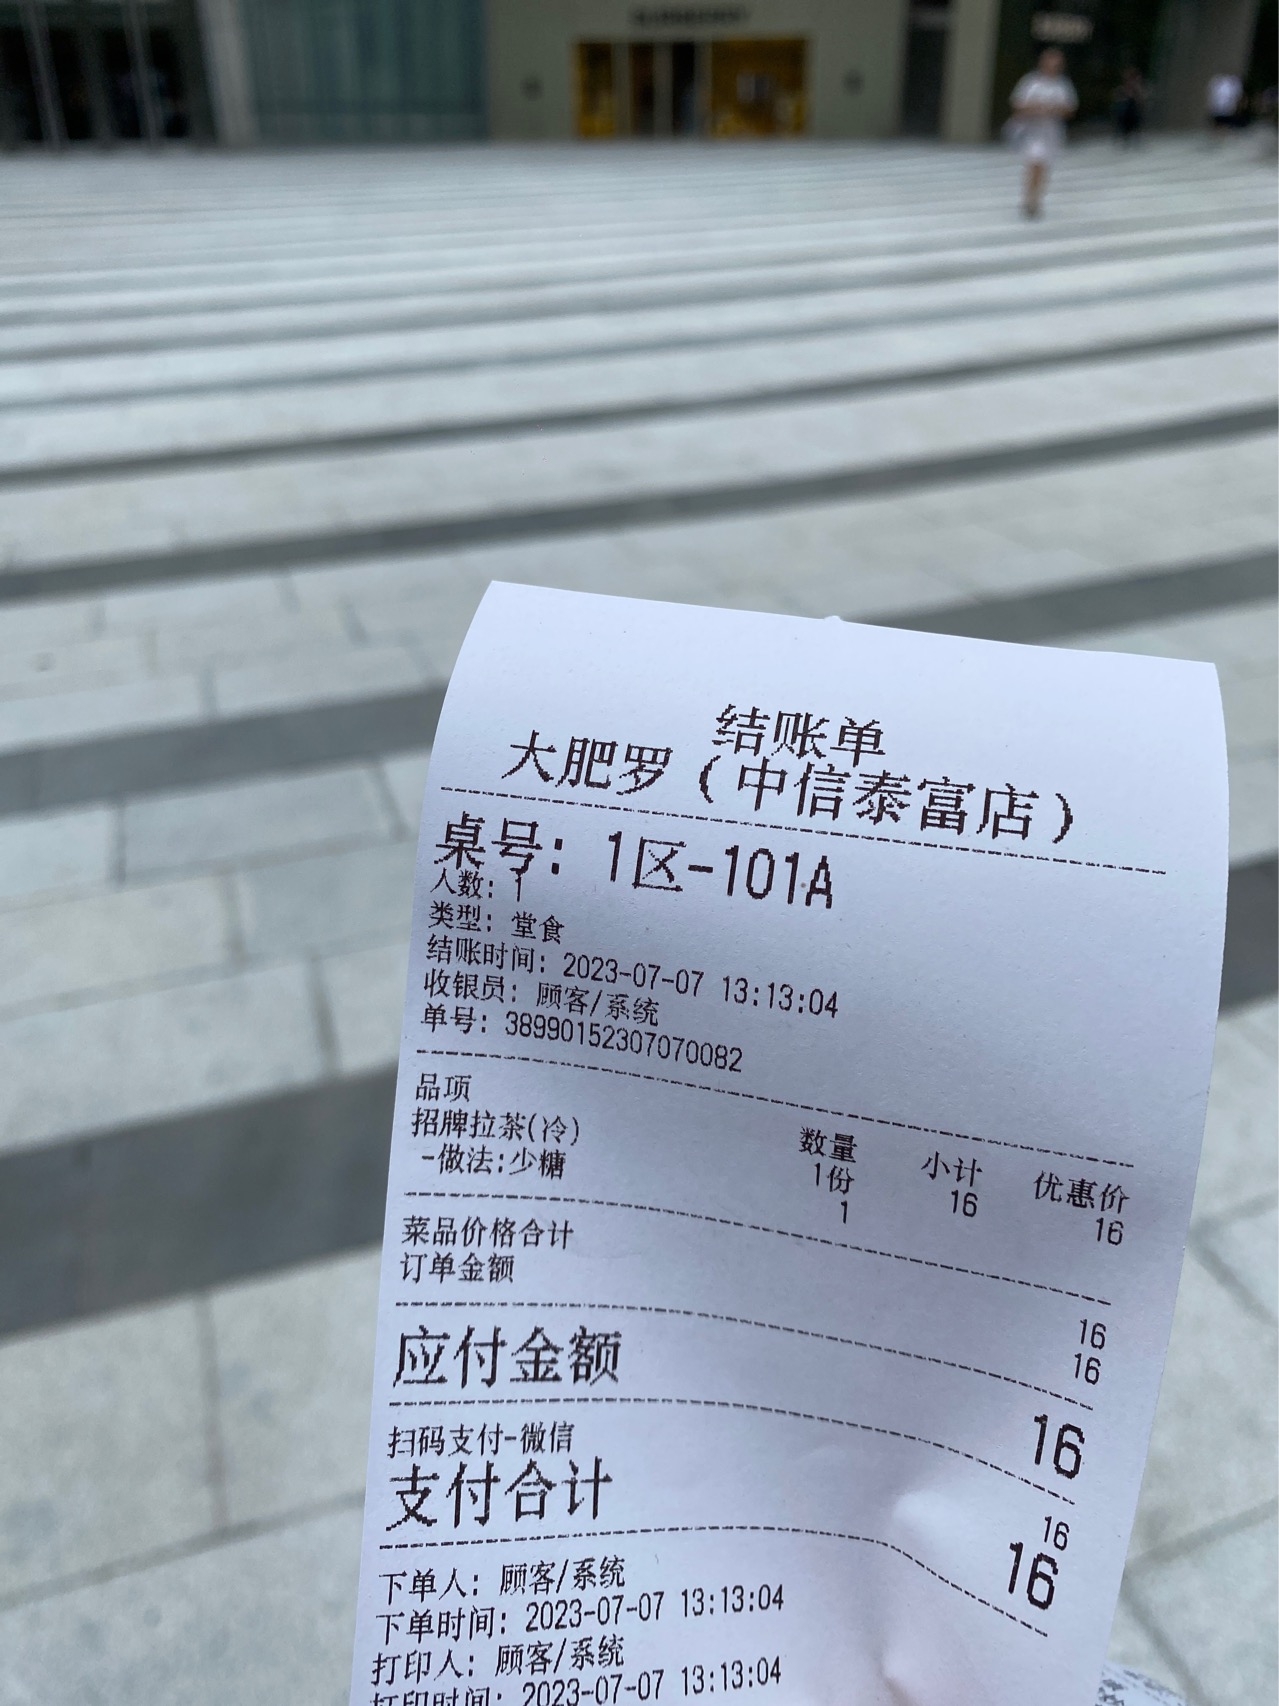 结账单
大肥罗（中信泰富店）
桌号：1区-101A
人数：1
类型：堂食
结账时间：2023-07-07 13:13:04
收银员：顾客/系统
单号：38990152307070082
品项 数量 小计 优惠价
招牌拉茶(冷) 1份 16 16
-做法:少糖 1
菜品价格合计 16
订单金额 16
应付金额 16
扫码支付-微信 16
支付合计 16
下单人：顾客/系统
下单时间：2023-07-07 13:13:04
打印人：顾客/系统
打印时间：2023-07-07 13:13:04